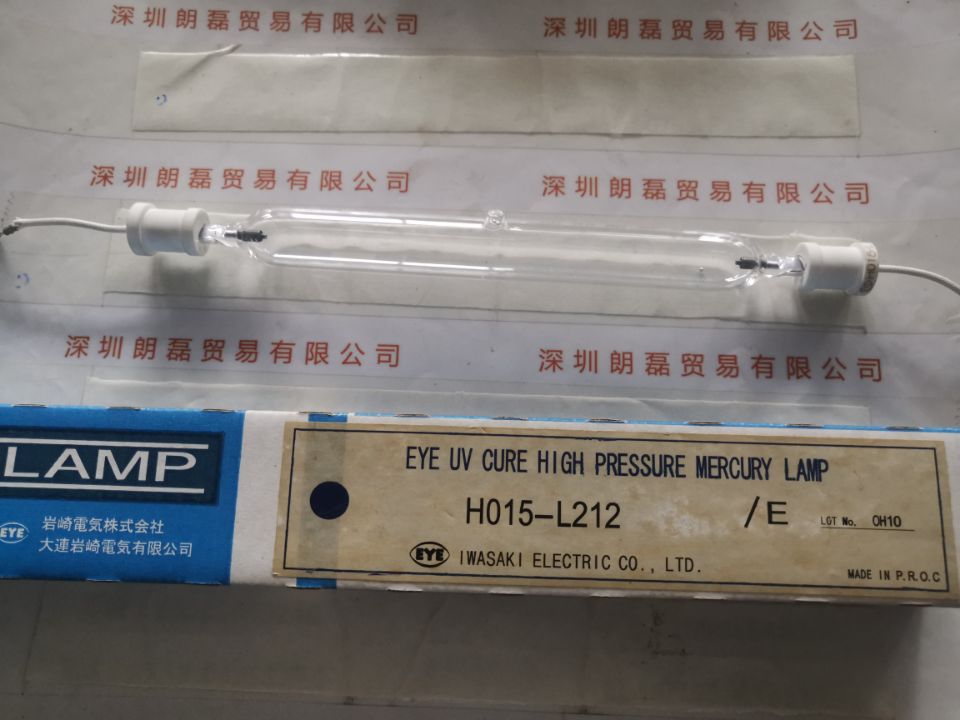 深圳朗磊贸易有限公司 深圳朗磊贸易有限公司
深圳朗磊贸易有限公司 深圳朗磊贸易有限公司
深圳朗磊贸易有限公司 深圳朗磊贸易有限公司
LAMP
EYE
岩崎電気株式会社
大連岩崎電気有限公司
EYE UV CURE HIGH PRESSURE MERCURY LAMP
H015-L212 /E LOT No. OH10
EYE IWASAKI ELECTRIC CO., LTD.
MADE IN P.R.O.C